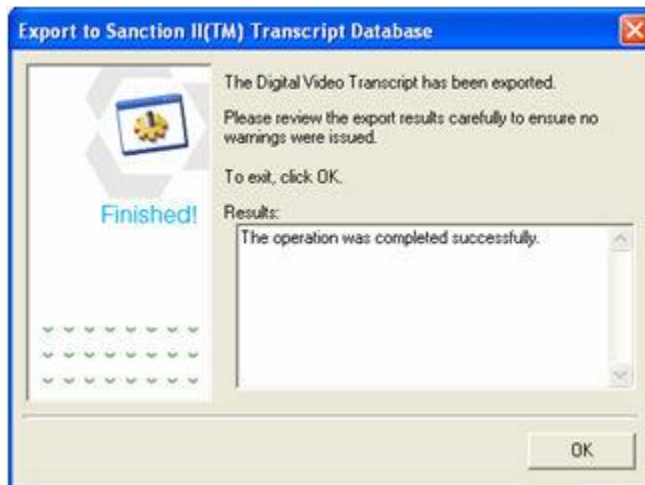 Export to Sanction II(TM) Transcript Database
The Digital Video Transcript has been exported.
Please review the export results carefully to ensure no
warnings were issued.
To exit, click OK.
Finished!
Results:
The operation was completed successfully.
OK